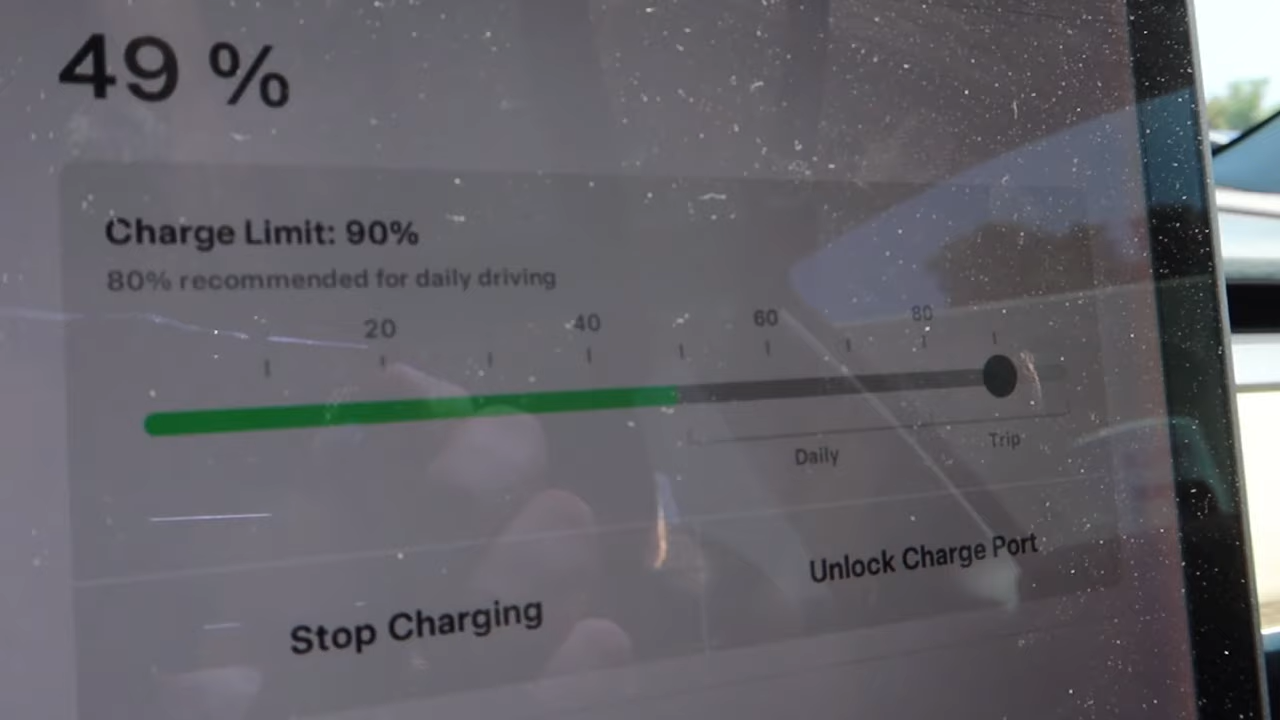 49 %
Charge Limit: 90%
80% recommended for daily driving
20 40 60 80
Daily Trip
Stop Charging Unlock Charge Port